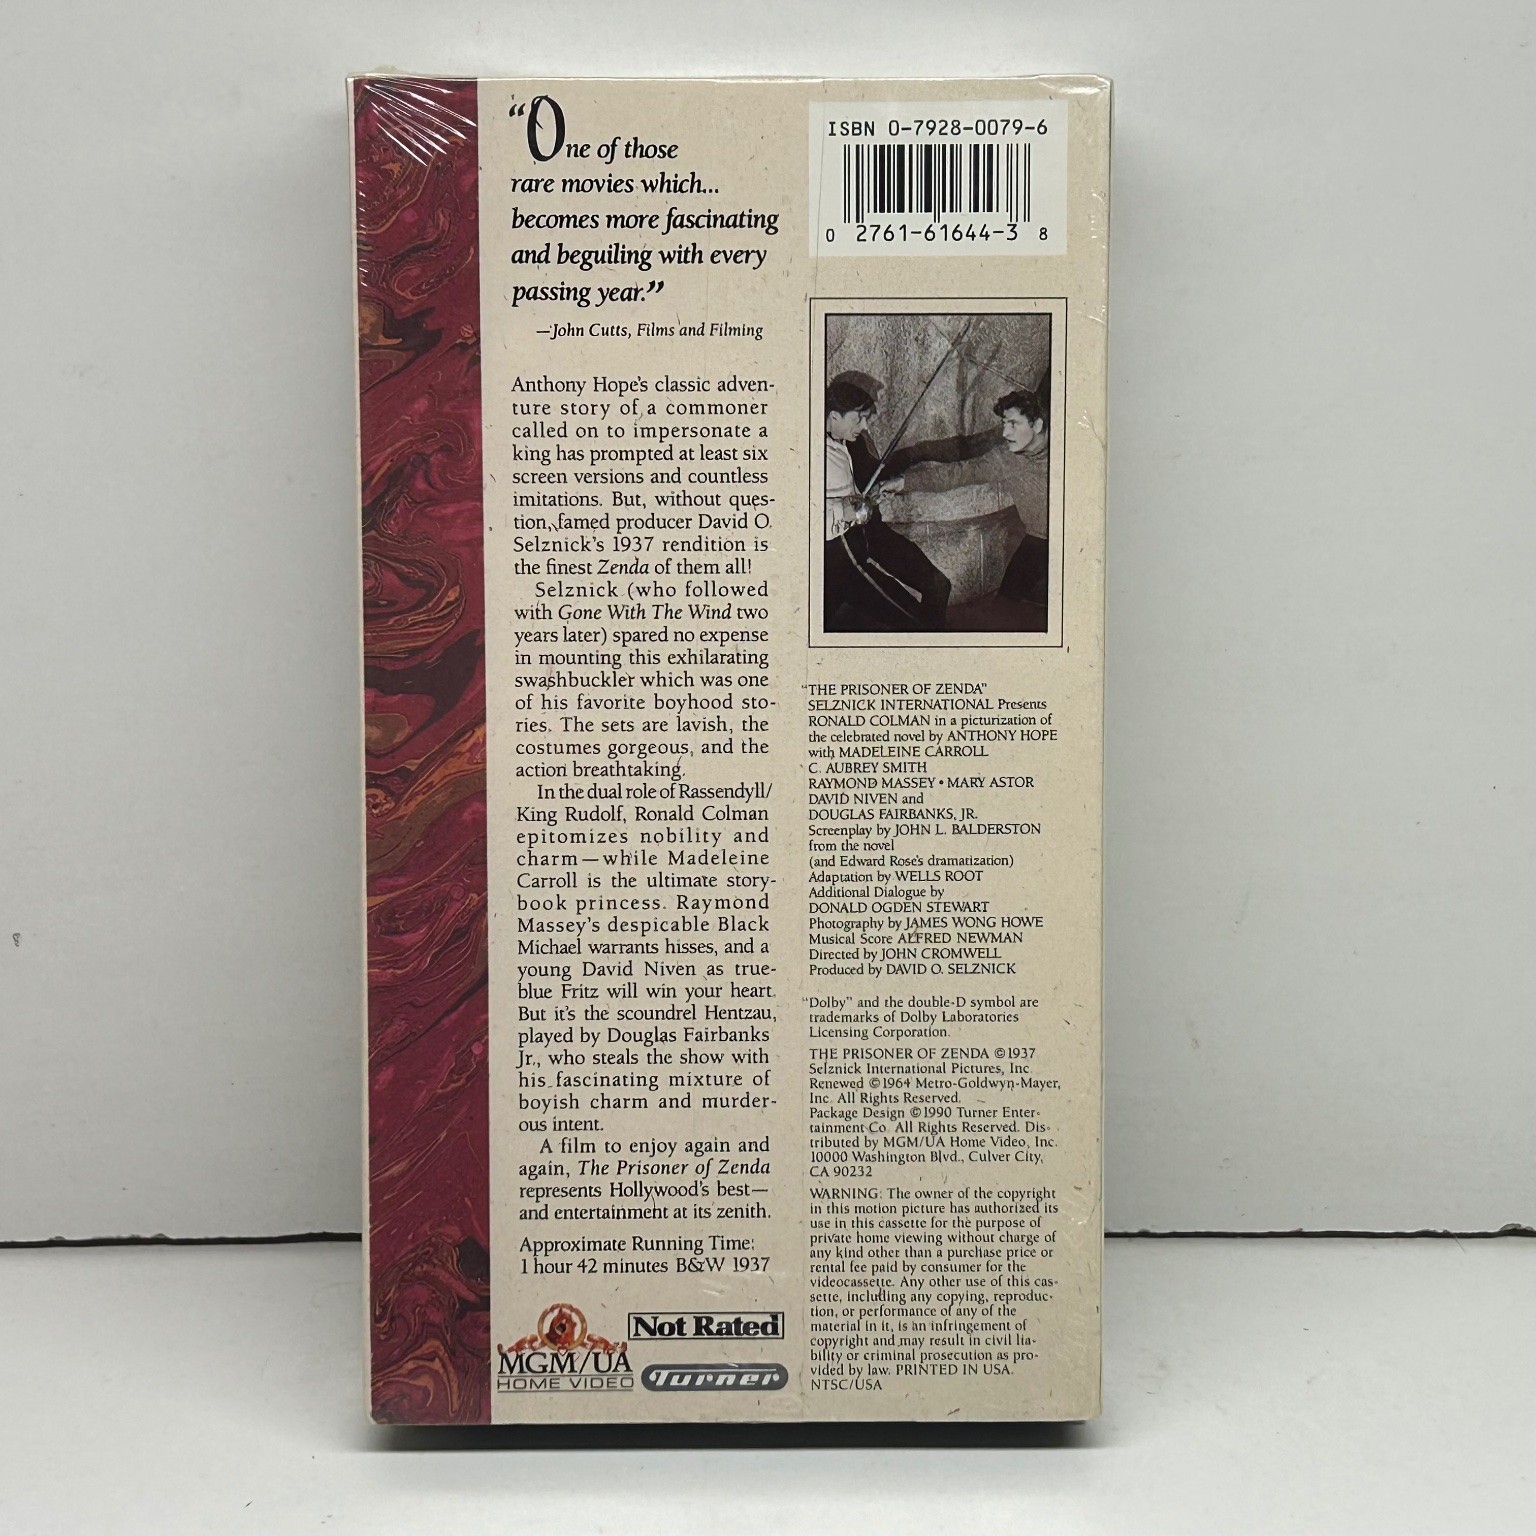 "One of those
rare movies which...
becomes more fascinating
and beguiling with every
passing year."
—John Cutts, Films and Filming
Anthony Hope's classic adven-
ture story of a commoner
called on to impersonate a
king has prompted at least six
screen versions and countless
imitations. But, without ques-
tion, famed producer David O.
Selznick's 1937 rendition is
the finest Zenda of them all!
Selznick (who followed
with Gone With The Wind two
years later) spared no expense
in mounting this exhilarating
swashbuckler which was one
of his favorite boyhood sto-
ries. The sets are lavish, the
costumes gorgeous, and the
action breathtaking.
In the dual role of Rassendyll/
King Rudolf, Ronald Colman
epitomizes nobility and
charm—while Madeleine
Carroll is the ultimate story-
book princess. Raymond
Massey's despicable Black
Michael warrants hisses, and a
young David Niven as true-
blue Fritz will win your heart.
But it's the scoundrel Hentzau,
played by Douglas Fairbanks
Jr., who steals the show with
his fascinating mixture of
boyish charm and murder-
ous intent.
A film to enjoy again and
again, The Prisoner of Zenda
represents Hollywood's best—
and entertainment at its zenith.
Approximate Running Time:
1 hour 42 minutes B&W 1937
MGM/UA
HOME VIDEO
Not Rated
Turner
ISBN 0-7928-0079-6
0 2761-61644-3 8
"THE PRISONER OF ZENDA"
SELZNICK INTERNATIONAL Presents
RONALD COLMAN in a picturization of
the celebrated novel by ANTHONY HOPE
with MADELEINE CARROLL
C. AUBREY SMITH
RAYMOND MASSEY • MARY ASTOR
DAVID NIVEN and
DOUGLAS FAIRBANKS, JR.
Screenplay by JOHN L. BALDERSTON
from the novel
(and Edward Rose's dramatization)
Adaptation by WELLS ROOT
Additional Dialogue by
DONALD OGDEN STEWART
Photography by JAMES WONG HOWE
Musical Score ALFRED NEWMAN
Directed by JOHN CROMWELL
Produced by DAVID O. SELZNICK
"Dolby" and the double-D symbol are
trademarks of Dolby Laboratories
Licensing Corporation.
THE PRISONER OF ZENDA ©1937
Selznick International Pictures, Inc.
Renewed ©1964 Metro-Goldwyn-Mayer,
Inc. All Rights Reserved.
Package Design ©1990 Turner Enter-
tainment Co. All Rights Reserved. Dis-
tributed by MGM/UA Home Video, Inc.
10000 Washington Blvd., Culver City,
CA 90232
WARNING: The owner of the copyright
in this motion picture has authorized its
use in this cassette for the purpose of
private home viewing without charge of
any kind other than a purchase price or
rental fee paid by consumer for the
videocassette. Any other use of this cas-
sette, including any copying, reproduc-
tion, or performance of any of the
material in it, is an infringement of
copyright and may result in civil lia-
bility or criminal prosecution as pro-
vided by law. PRINTED IN USA.
NTSC/USA